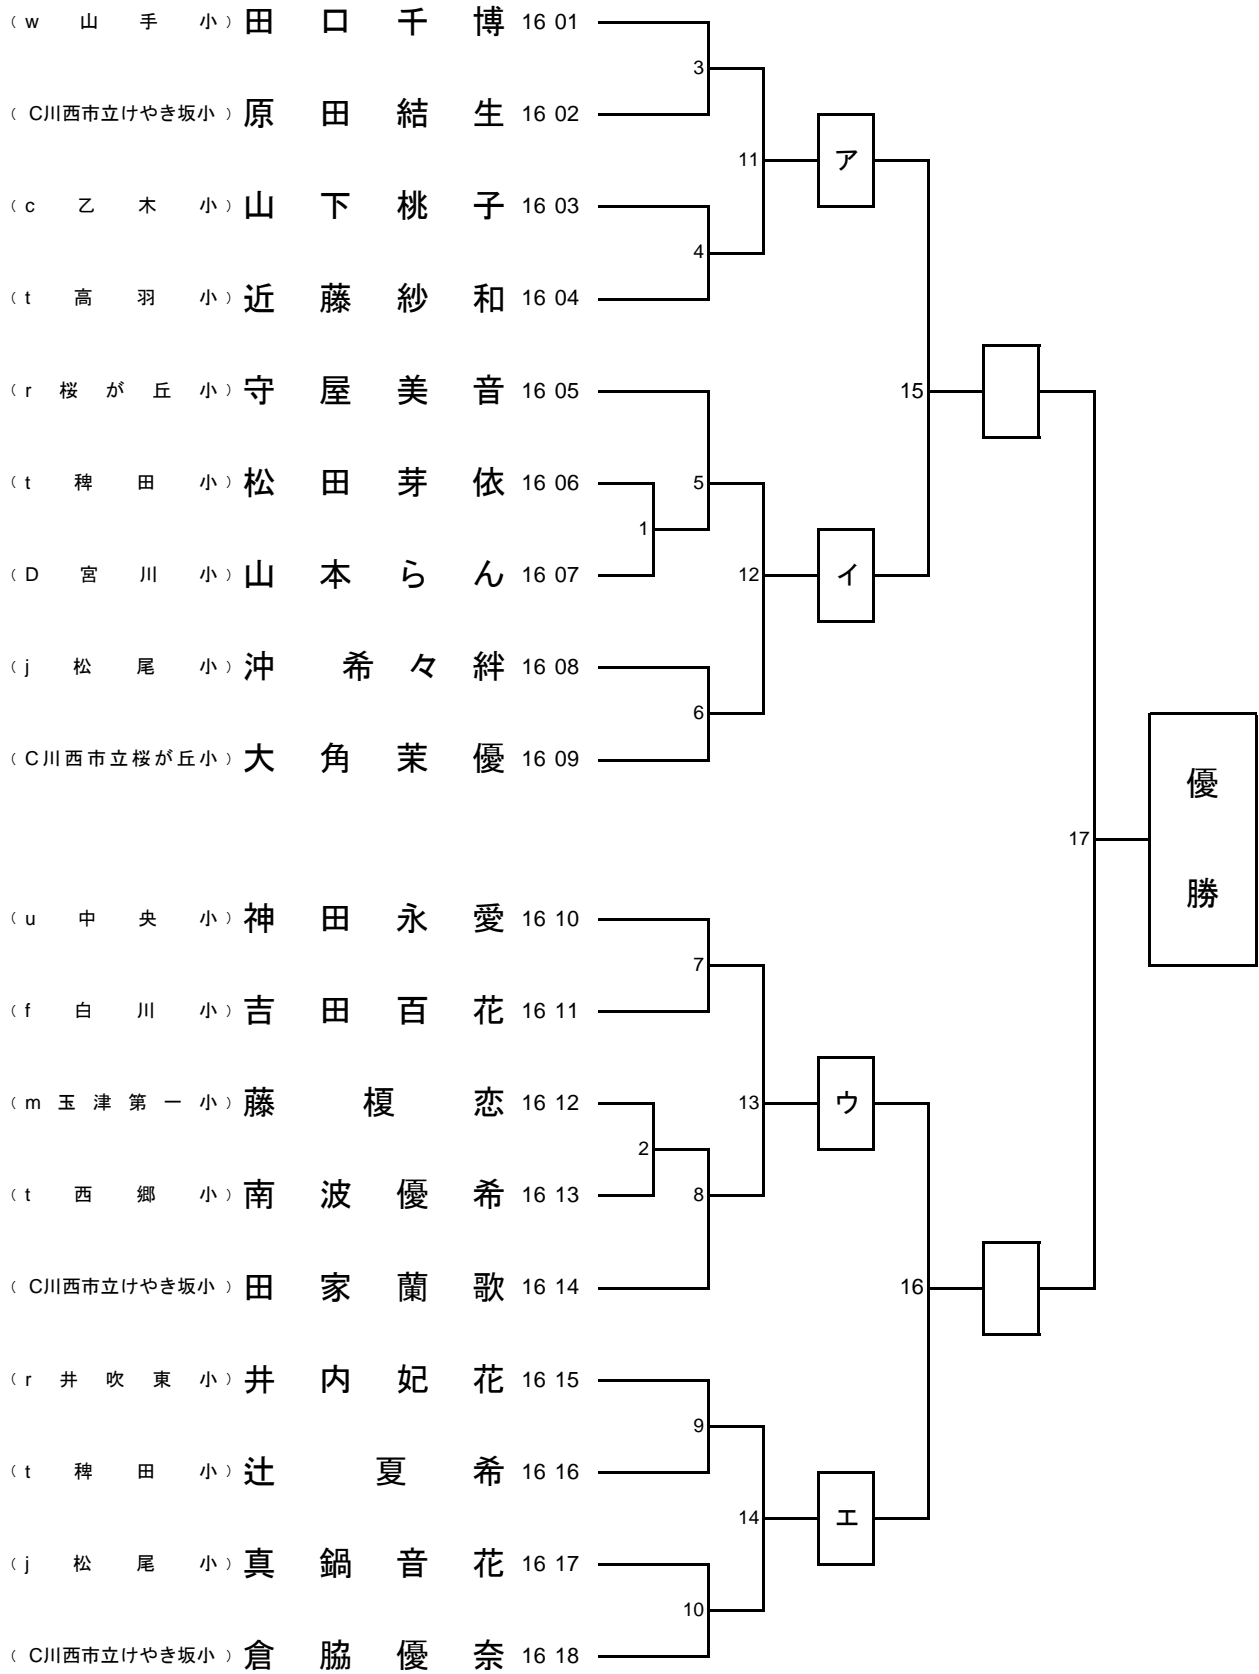 （w 山手小）田口千博 16 01
3
（C川西市立けやき坂小）原田結生 16 02
11 ア
（c 乙木小）山下桃子 16 03
4
（t 高羽小）近藤紗和 16 04
（r 桜が丘小）守屋美音 16 05
15
（t 稗田小）松田芽依 16 06
5
1
（D 宮川小）山本らん 16 07
12 イ
（j 松尾小）沖希々絆 16 08
6
（C川西市立桜が丘小）大角茉優 16 09
優
17
勝
（u 中央小）神田永愛 16 10
7
（f 白川小）吉田百花 16 11
（m 玉津第一小）藤榎恋 16 12
13 ウ
2
（t 西郷小）南波優希 16 13
8
（C川西市立けやき坂小）田家蘭歌 16 14
16
（r 井吹東小）井内妃花 16 15
9
（t 稗田小）辻夏希 16 16
14 エ
（j 松尾小）真鍋音花 16 17
10
（C川西市立けやき坂小）倉脇優奈 16 18